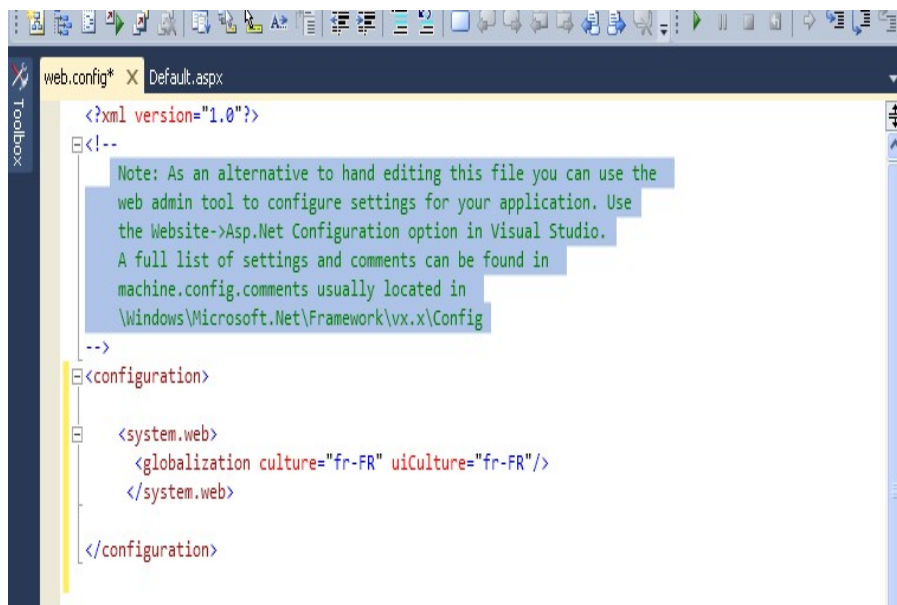 web.config* X Default.aspx
Toolbox
<?xml version="1.0"?>
<!--
Note: As an alternative to hand editing this file you can use the
web admin tool to configure settings for your application. Use
the Website->Asp.Net Configuration option in Visual Studio.
A full list of settings and comments can be found in
machine.config.comments usually located in
\Windows\Microsoft.Net\Framework\vx.x\Config
-->
<configuration>
<system.web>
<globalization culture="fr-FR" uiCulture="fr-FR"/>
</system.web>
</configuration>